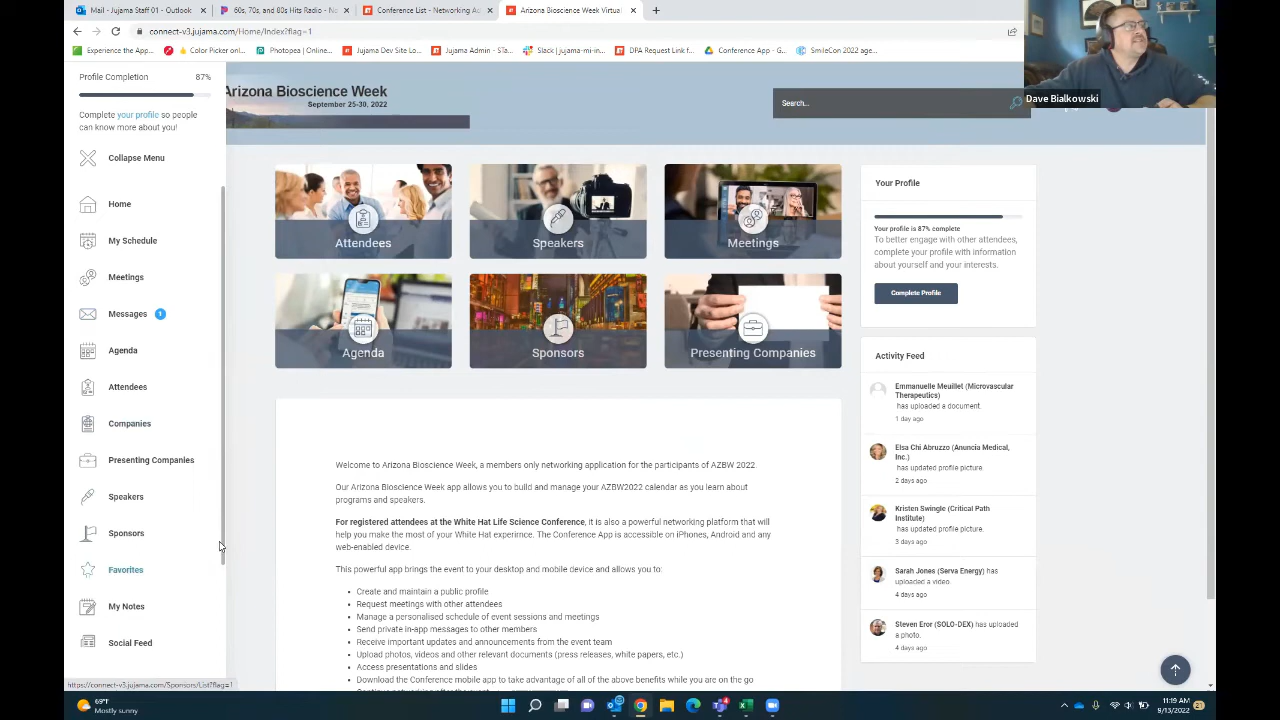 Mail - Jujama Staff 01 - Outlook
60s, 70s, and 80s Hits Radio - No
Conference List - Networking Ad
Arizona Bioscience Week Virtual
connect-v3.jujama.com/Home/Index?flag=1
Experience the App...
Color Picker onli...
Photopea | Online...
Jujama Dev Site Lo...
Jujama Admin - STa...
Slack | jujama-mi-in...
DPA Request Link f...
Conference App - G...
SmileCon 2022 age...
Profile Completion 87%
Complete your profile so people
can know more about you!
Collapse Menu
Home
My Schedule
Meetings
Messages 1
Agenda
Attendees
Companies
Presenting Companies
Speakers
Sponsors
Favorites
My Notes
Social Feed
https://connect-v3.jujama.com/Sponsors/List?flag=1
Arizona Bioscience Week
September 25-30, 2022
Search...
Dave Bialkowski
Attendees
Speakers
Meetings
Agenda
Sponsors
Presenting Companies
Welcome to Arizona Bioscience Week, a members only networking application for the participants of AZBW 2022.
Our Arizona Bioscience Week app allows you to build and manage your AZBW2022 calendar as you learn about
programs and speakers.
For registered attendees at the White Hat Life Science Conference, it is also a powerful networking platform that will
help you make the most of your White Hat experirnce. The Conference App is accessible on iPhones, Android and any
web-enabled device.
This powerful app brings the event to your desktop and mobile device and allows you to:
• Create and maintain a public profile
• Request meetings with other attendees
• Manage a personalised schedule of event sessions and meetings
• Send private in-app messages to other members
• Receive important updates and announcements from the event team
• Upload photos, videos and other relevant documents (press releases, white papers, etc.)
• Access presentations and slides
• Download the Conference mobile app to take advantage of all of the above benefits while you are on the go
Your Profile
Your profile is 87% complete
To better engage with other attendees,
complete your profile with information
about yourself and your interests.
Complete Profile
Activity Feed
Emmanuelle Meuillet (Microvascular
Therapeutics)
has uploaded a document.
1 day ago
Elsa Chi Abruzzo (Anuncia Medical,
Inc.)
has updated profile picture.
2 days ago
Kristen Swingle (Critical Path
Institute)
has updated profile picture.
3 days ago
Sarah Jones (Serva Energy) has
uploaded a video.
4 days ago
Steven Eror (SOLO-DEX) has uploaded
a photo.
4 days ago
69°F
Mostly sunny
11:19 AM
9/13/2022
21